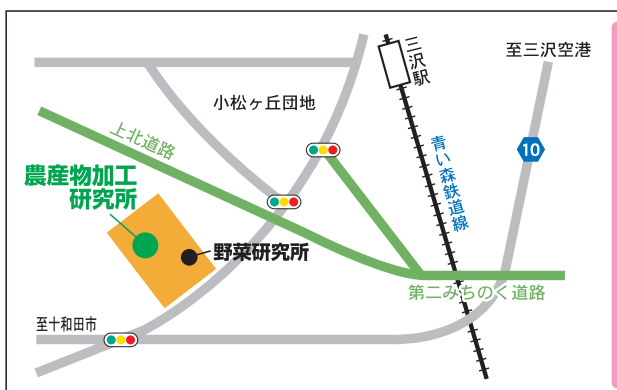 三沢駅
至三沢空港
小松ヶ丘団地
10
上北道路
青い森鉄道線
農産物加工
研究所
野菜研究所
第二みちのく道路
至十和田市